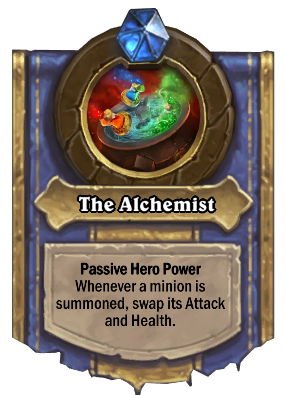 The Alchemist
Passive Hero Power
Whenever a minion is
summoned, swap its Attack
and Health.